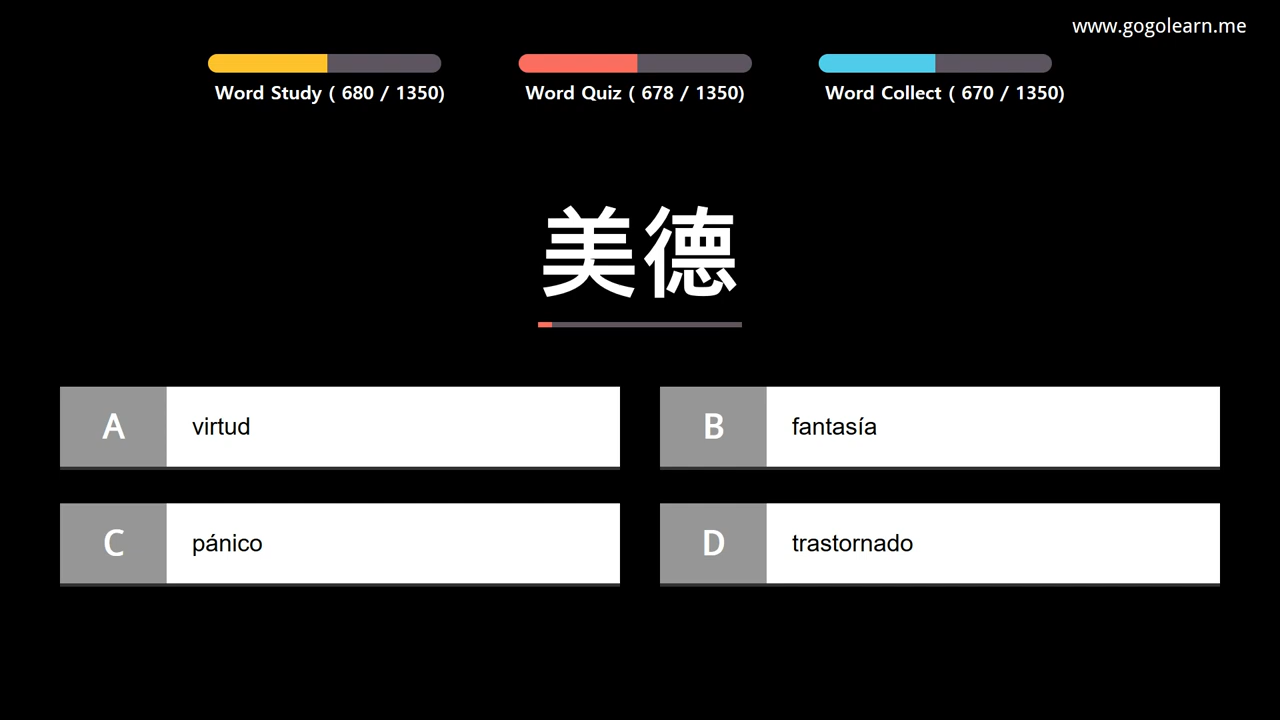 www.gogolearn.me
Word Study ( 680 / 1350)
Word Quiz ( 678 / 1350)
Word Collect ( 670 / 1350)
美德
A virtud
B fantasía
C pánico
D trastornado